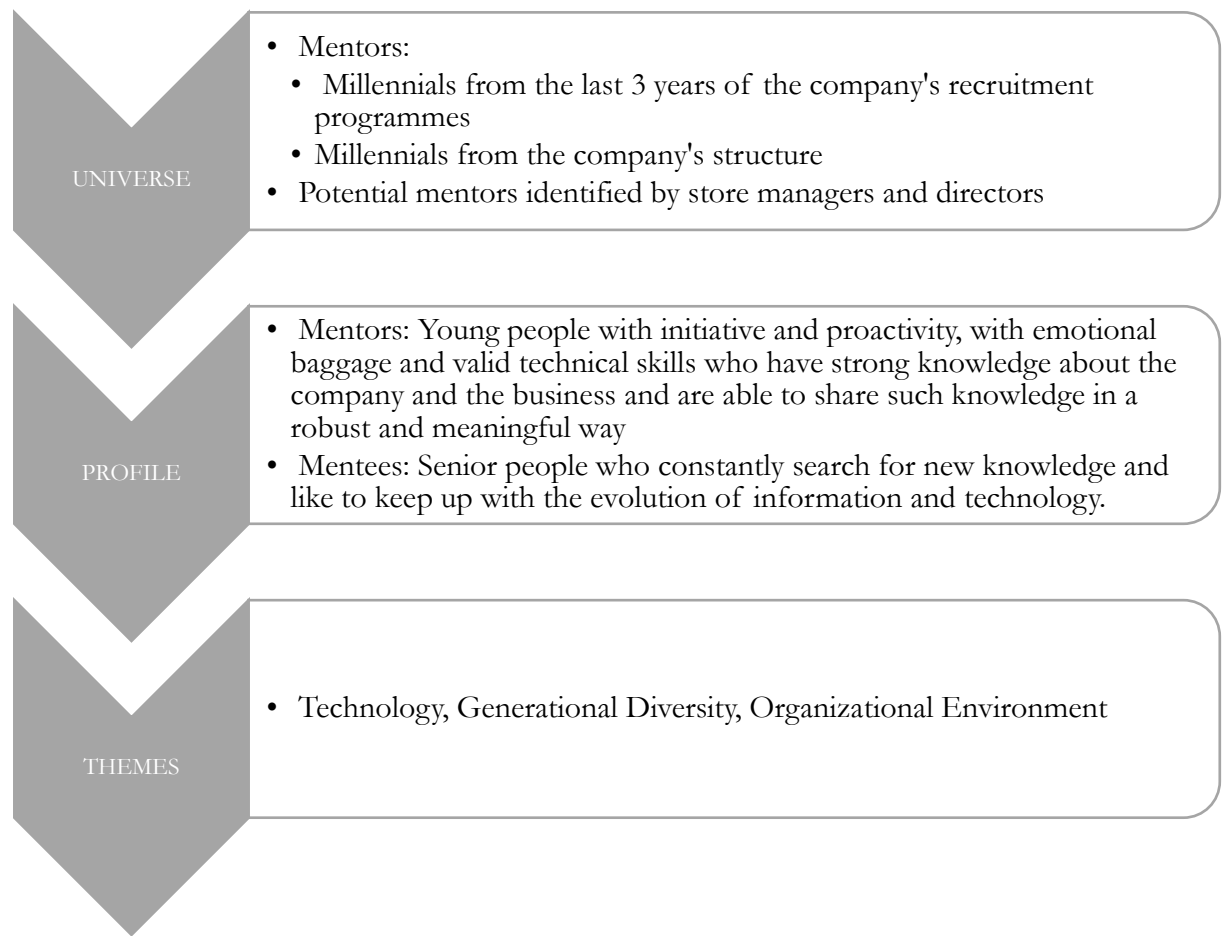 UNIVERSE
• Mentors:
• Millennials from the last 3 years of the company's recruitment
programmes
• Millennials from the company's structure
• Potential mentors identified by store managers and directors
PROFILE
• Mentors: Young people with initiative and proactivity, with emotional
baggage and valid technical skills who have strong knowledge about the
company and the business and are able to share such knowledge in a
robust and meaningful way
• Mentees: Senior people who constantly search for new knowledge and
like to keep up with the evolution of information and technology.
THEMES
• Technology, Generational Diversity, Organizational Environment